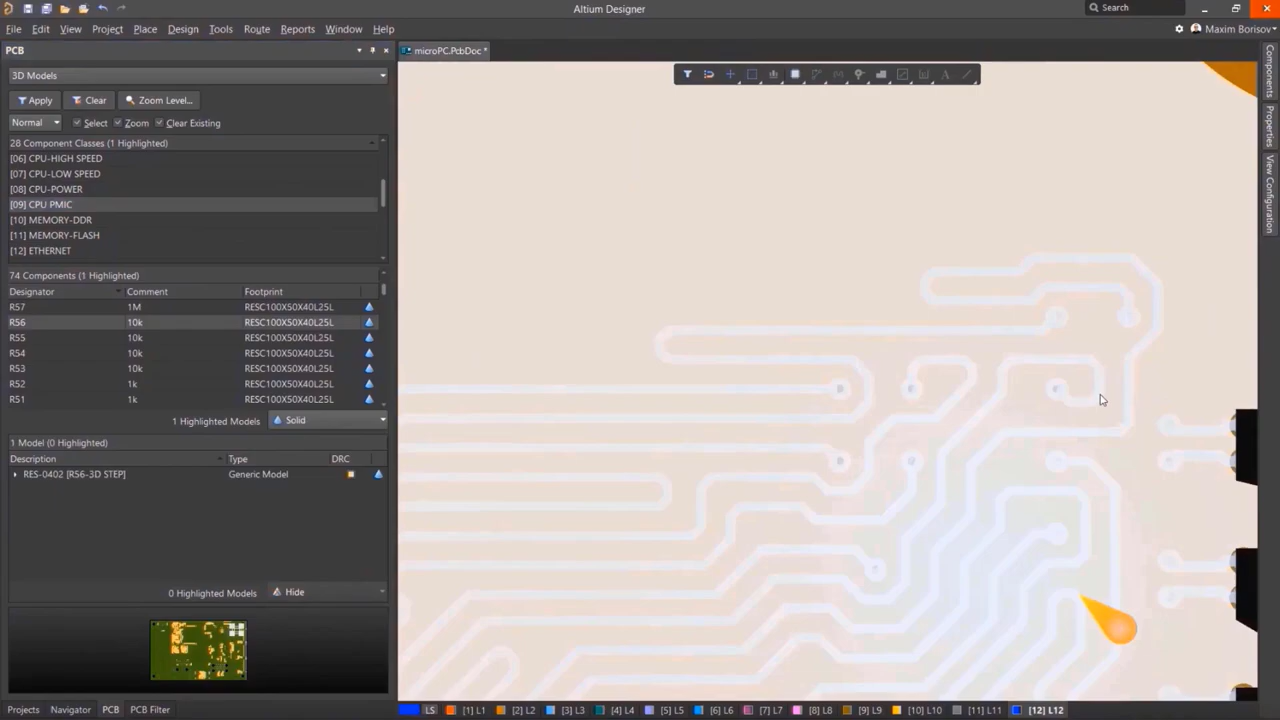 Altium Designer
Search
File Edit View Project Place Design Tools Route Reports Window Help
Maxim Borisov
PCB
microPC.PcbDoc *
3D Models
Apply Clear Zoom Level...
Normal Select Zoom Clear Existing
28 Component Classes (1 Highlighted)
[06] CPU-HIGH SPEED
[07] CPU-LOW SPEED
[08] CPU-POWER
[09] CPU PMIC
[10] MEMORY-DDR
[11] MEMORY-FLASH
[12] ETHERNET
74 Components (1 Highlighted)
Designator Comment Footprint
R57 1M RESC100X50X40L25L
R56 10k RESC100X50X40L25L
R55 10k RESC100X50X40L25L
R54 10k RESC100X50X40L25L
R53 10k RESC100X50X40L25L
R52 1k RESC100X50X40L25L
R51 1k RESC100X50X40L25L
1 Highlighted Models Solid
1 Model (0 Highlighted)
Description Type DRC
RES-0402 [R56-3D STEP] Generic Model
0 Highlighted Models Hide
Projects Navigator PCB PCB Filter
LS [1] L1 [2] L2 [3] L3 [4] L4 [5] L5 [6] L6 [7] L7 [8] L8 [9] L9 [10] L10 [11] L11 [12] L12
Components
Properties
View Configuration